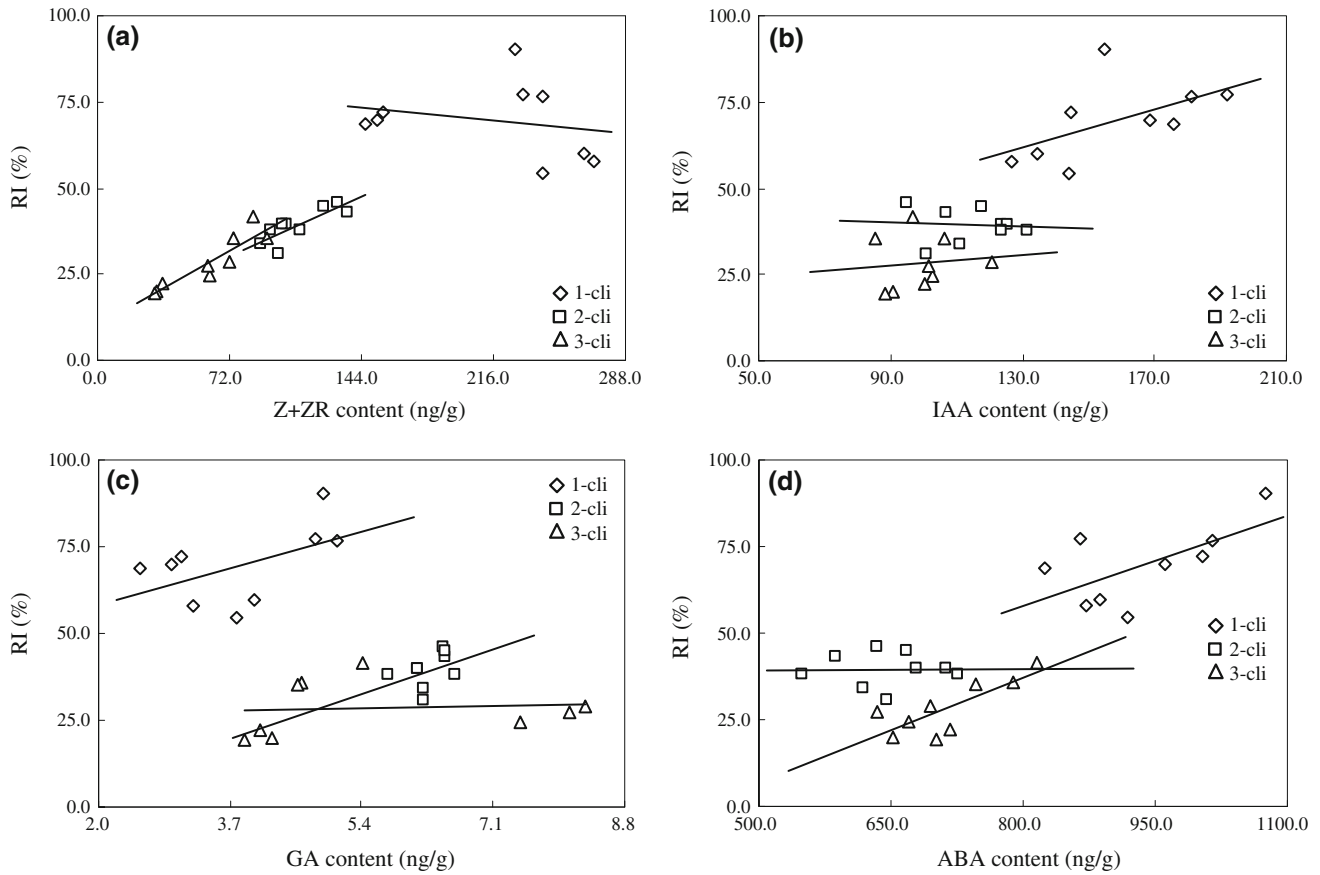 (a)
100.0
75.0
50.0
25.0
0.0
RI (%)
1-cli
2-cli
3-cli
0.0 72.0 144.0 216.0 288.0
Z+ZR content (ng/g)
(b)
100.0
75.0
50.0
25.0
0.0
RI (%)
1-cli
2-cli
3-cli
50.0 90.0 130.0 170.0 210.0
IAA content (ng/g)
(c)
100.0
75.0
50.0
25.0
0.0
RI (%)
1-cli
2-cli
3-cli
2.0 3.7 5.4 7.1 8.8
GA content (ng/g)
(d)
100.0
75.0
50.0
25.0
0.0
RI (%)
1-cli
2-cli
3-cli
500.0 650.0 800.0 950.0 1100.0
ABA content (ng/g)